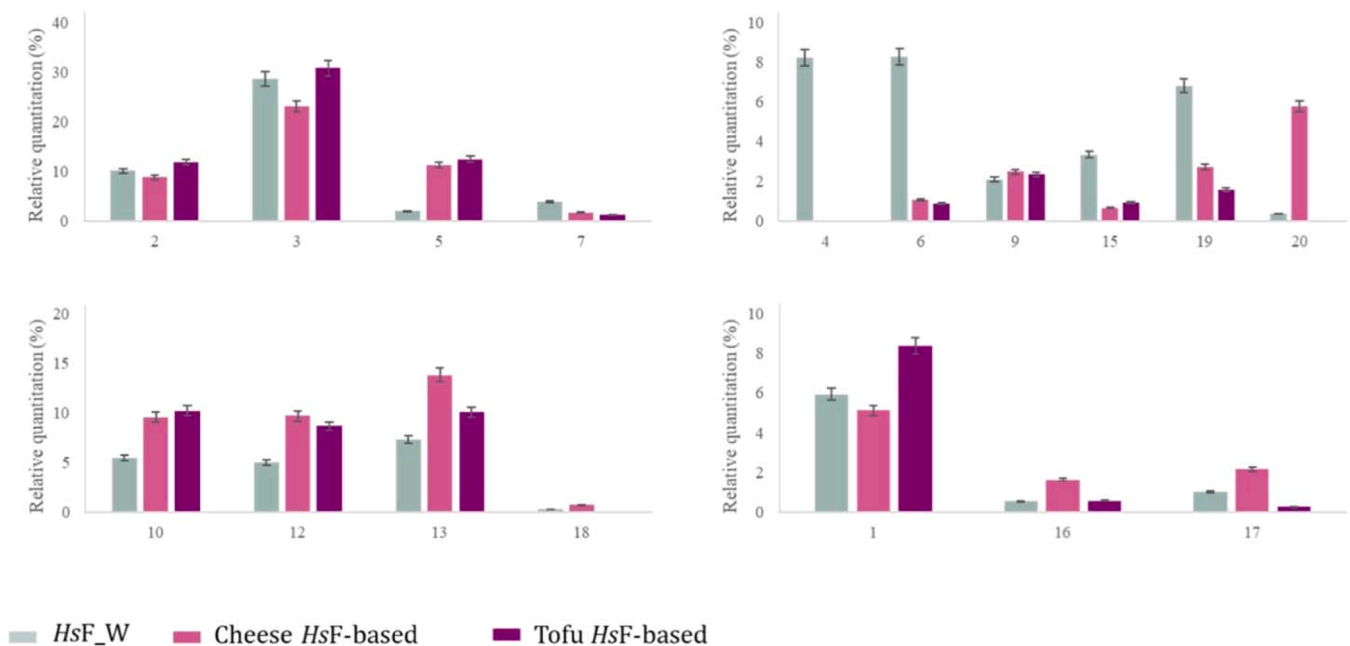 Relative quantitation (%)
40
30
20
10
0
2 3 5 7
Relative quantitation (%)
10
8
6
4
2
0
4 6 9 15 19 20
Relative quantitation (%)
20
15
10
5
0
10 12 13 18
Relative quantitation (%)
10
8
6
4
2
0
1 16 17
HsF_W Cheese HsF-based Tofu HsF-based